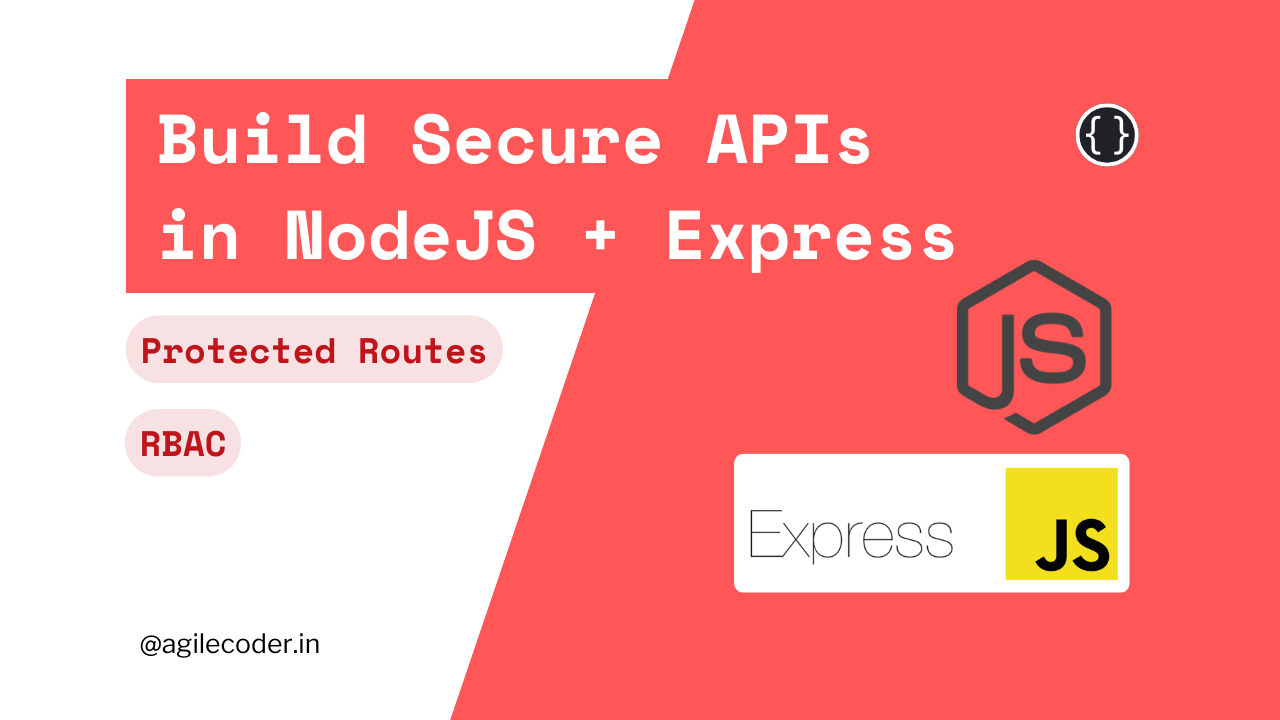 Build Secure APIs
in NodeJS + Express
{ }
JS
Protected Routes
RBAC
Express
JS
@agilecoder.in